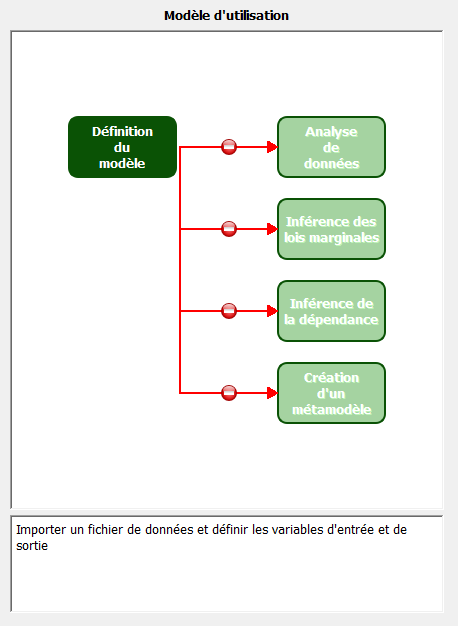 Modèle d'utilisation
Définition
du
modèle
Analyse
de
données
Inférence des
lois marginales
Inférence de
la dépendance
Création
d'un
métamodèle
Importer un fichier de données et définir les variables d'entrée et de
sortie